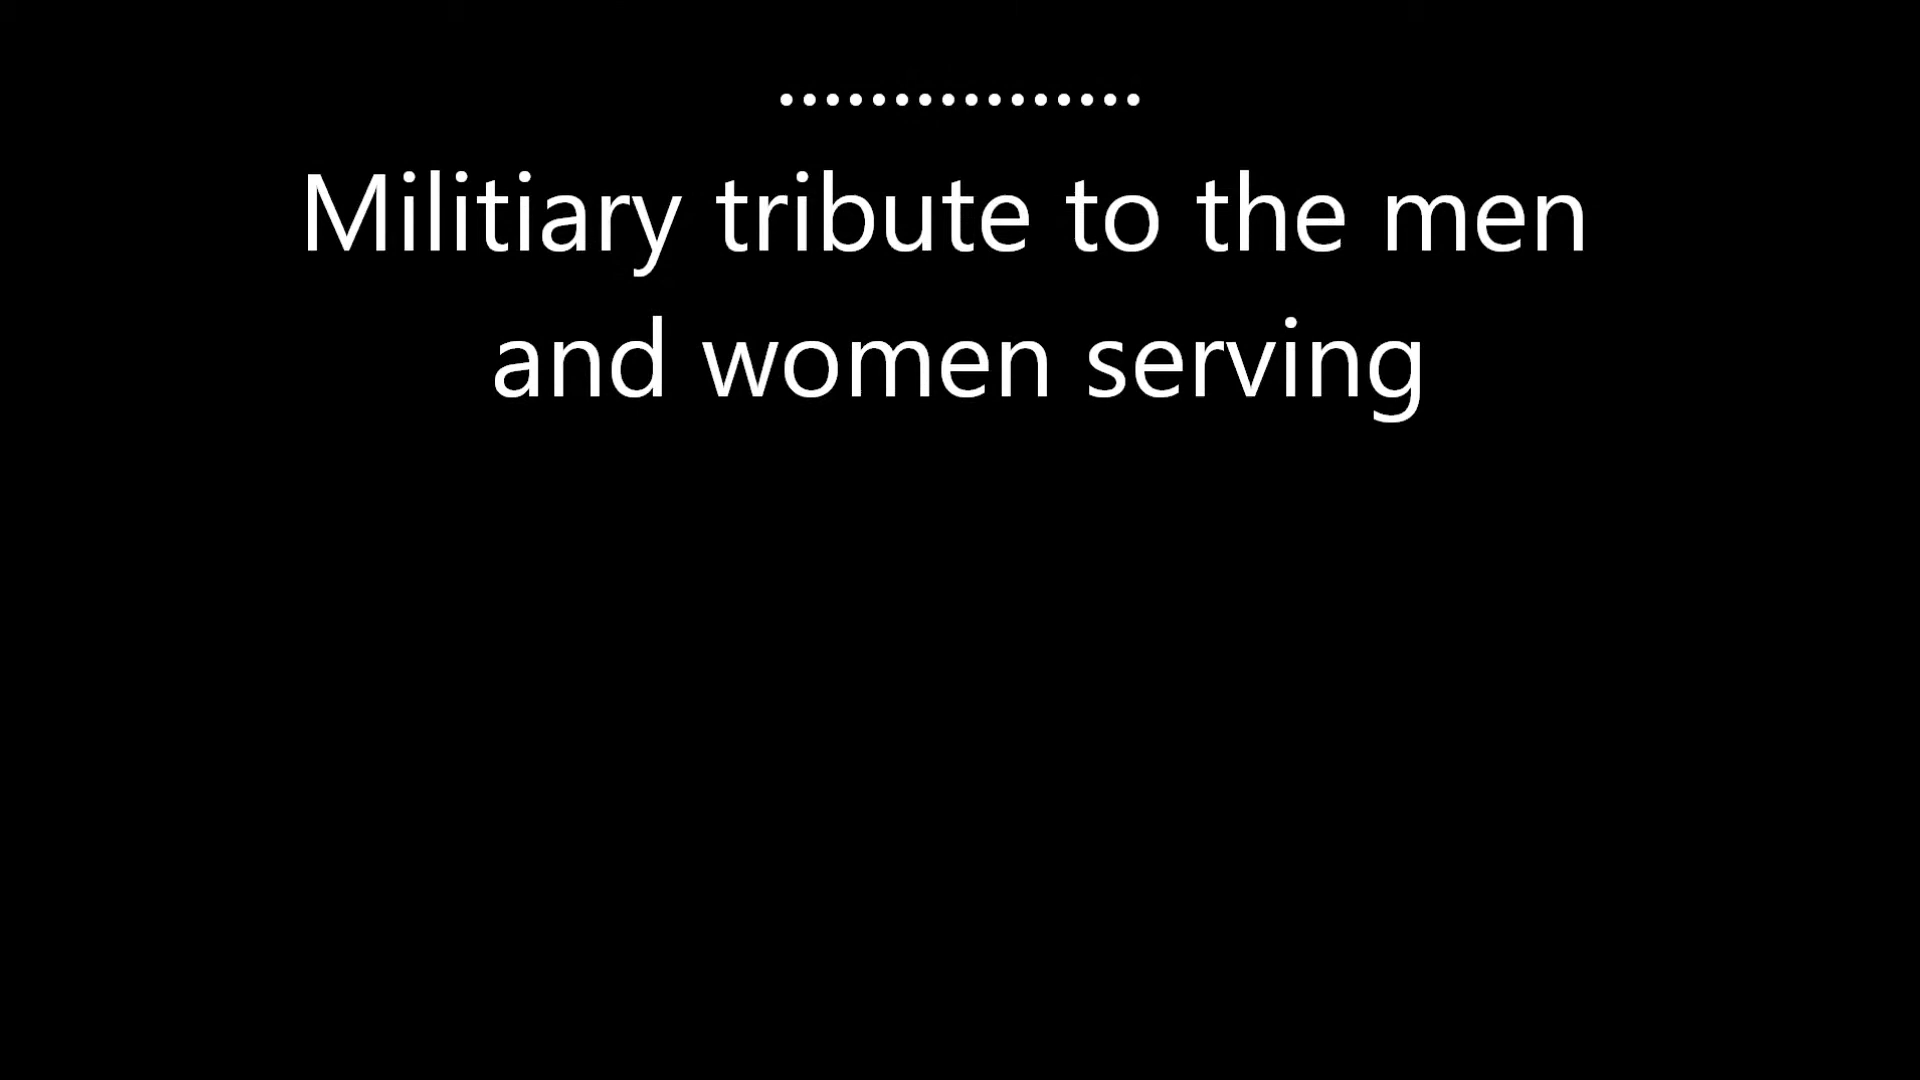 ................
Militiary tribute to the men
and women serving